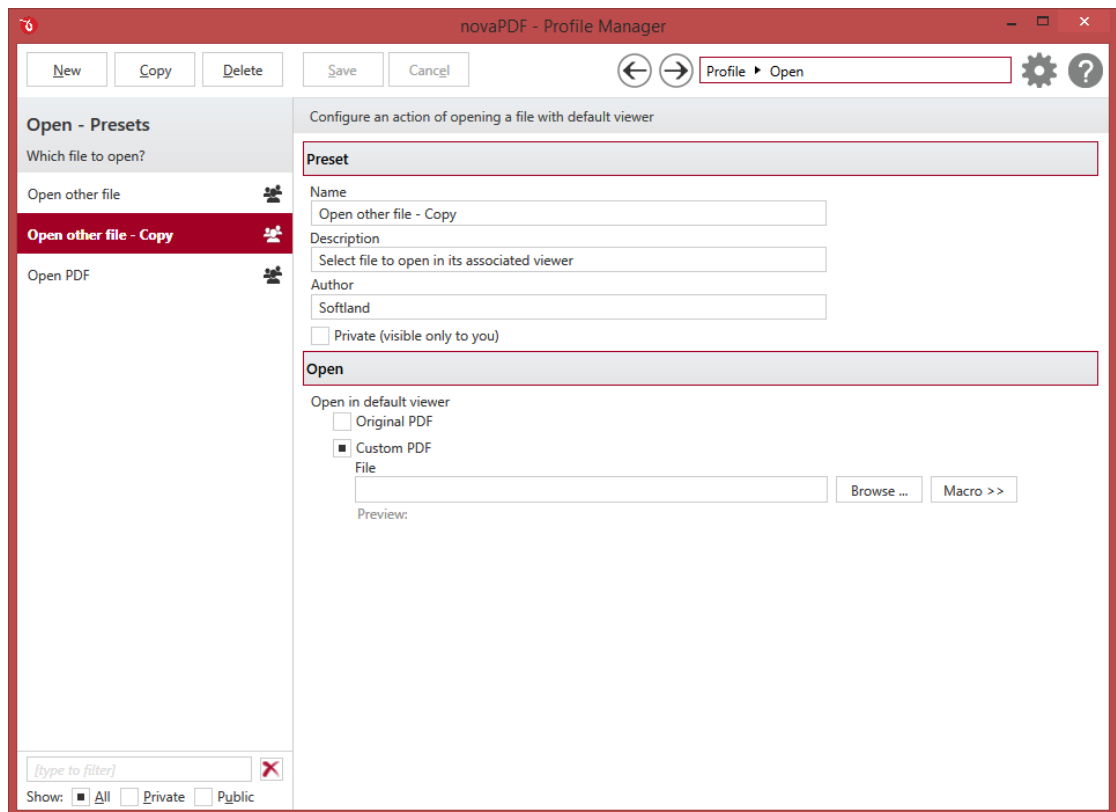 novaPDF - Profile Manager
New Copy Delete Save Cancel Profile Open
Open - Presets
Which file to open?
Open other file
Open other file - Copy
Open PDF
[type to filter]
Show: All Private Public
Configure an action of opening a file with default viewer
Preset
Name
Open other file - Copy
Description
Select file to open in its associated viewer
Author
Softland
Private (visible only to you)
Open
Open in default viewer
Original PDF
Custom PDF
File
Browse ... Macro >>
Preview: